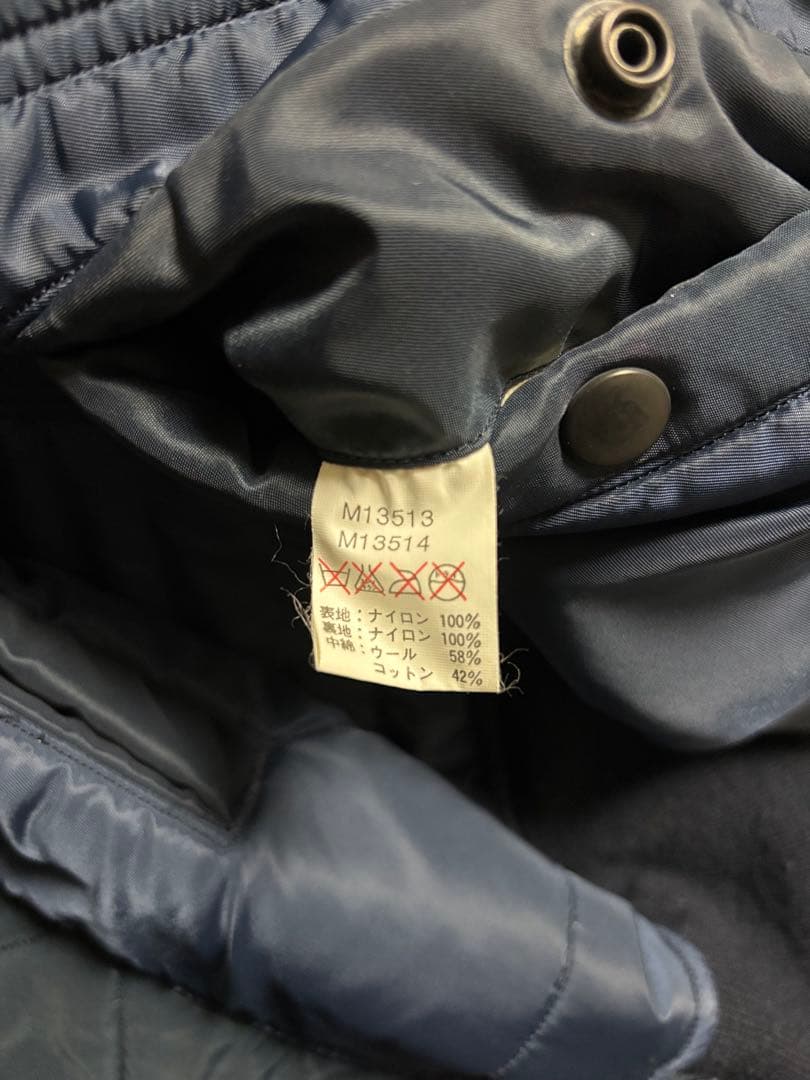 M13513
M13514
表地：ナイロン 100%
裏地：ナイロン 100%
中綿：ウール 58%
コットン 42%